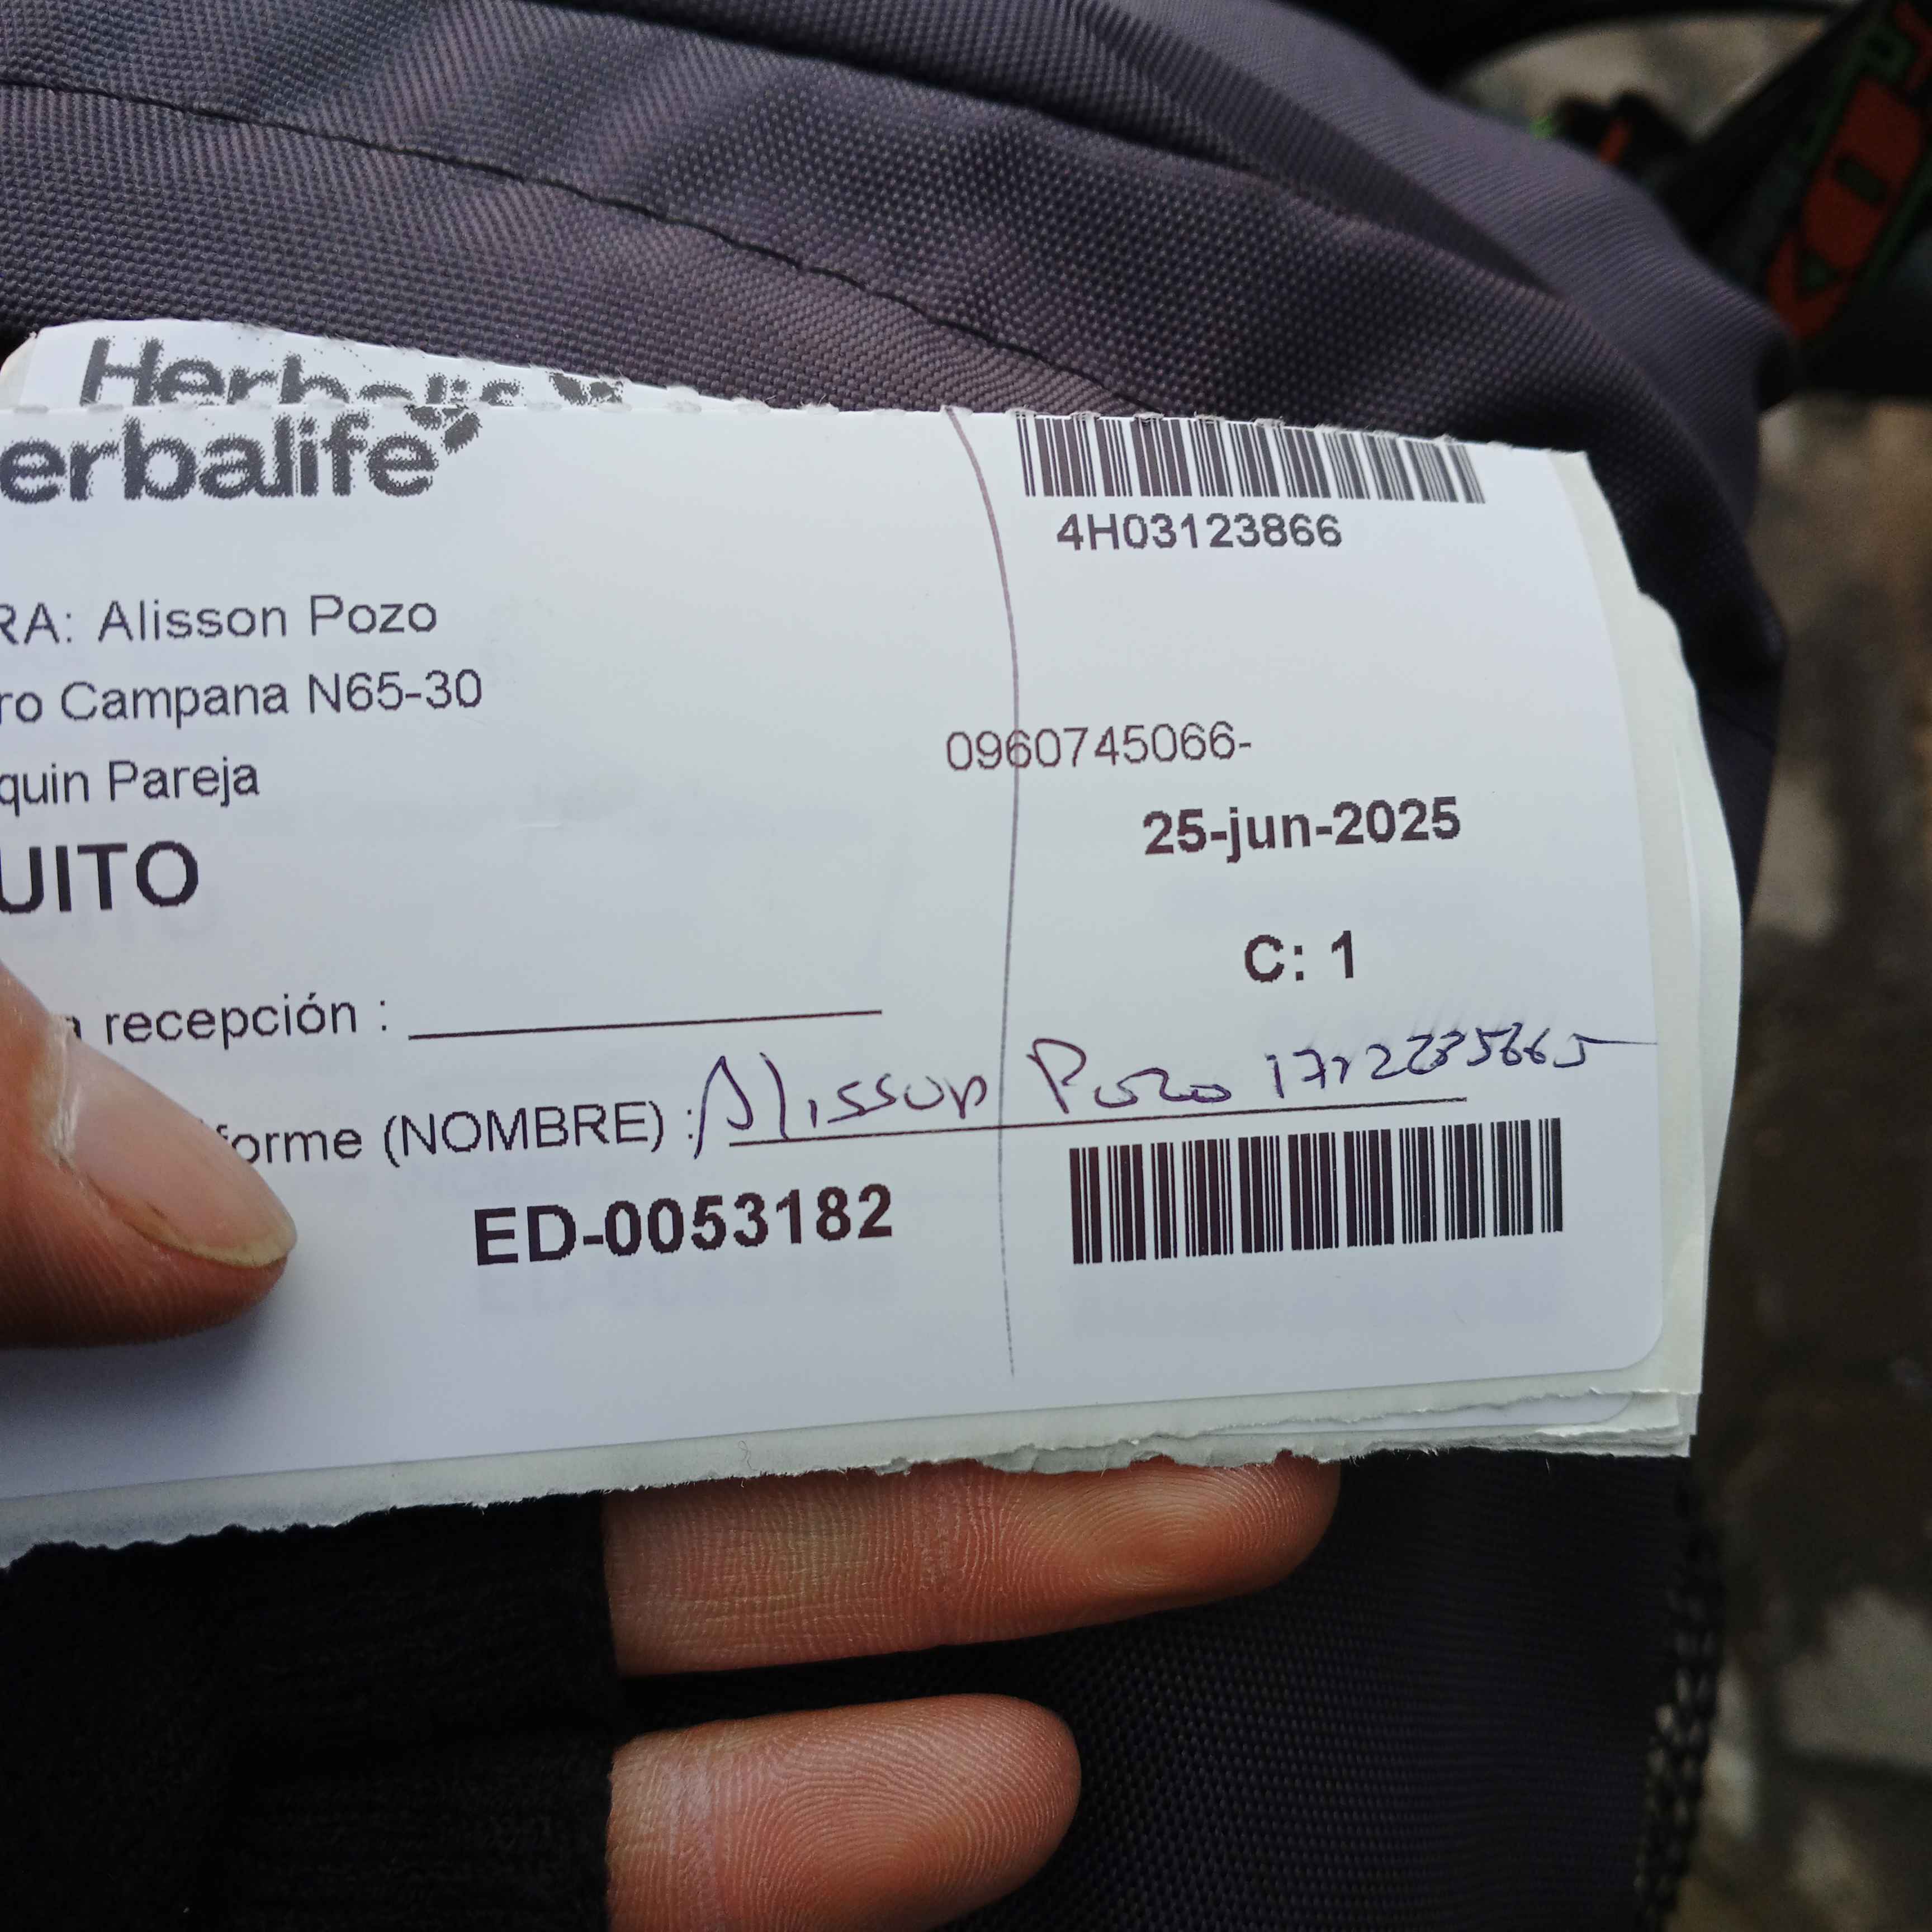 Herbalife
erbalife
4H03123866
RA: Alisson Pozo
ro Campana N65-30
0960745066-
quin Pareja
25-jun-2025
UITO
C: 1
recepción :
forme (NOMBRE) : Alisson Pozo
ED-0053182